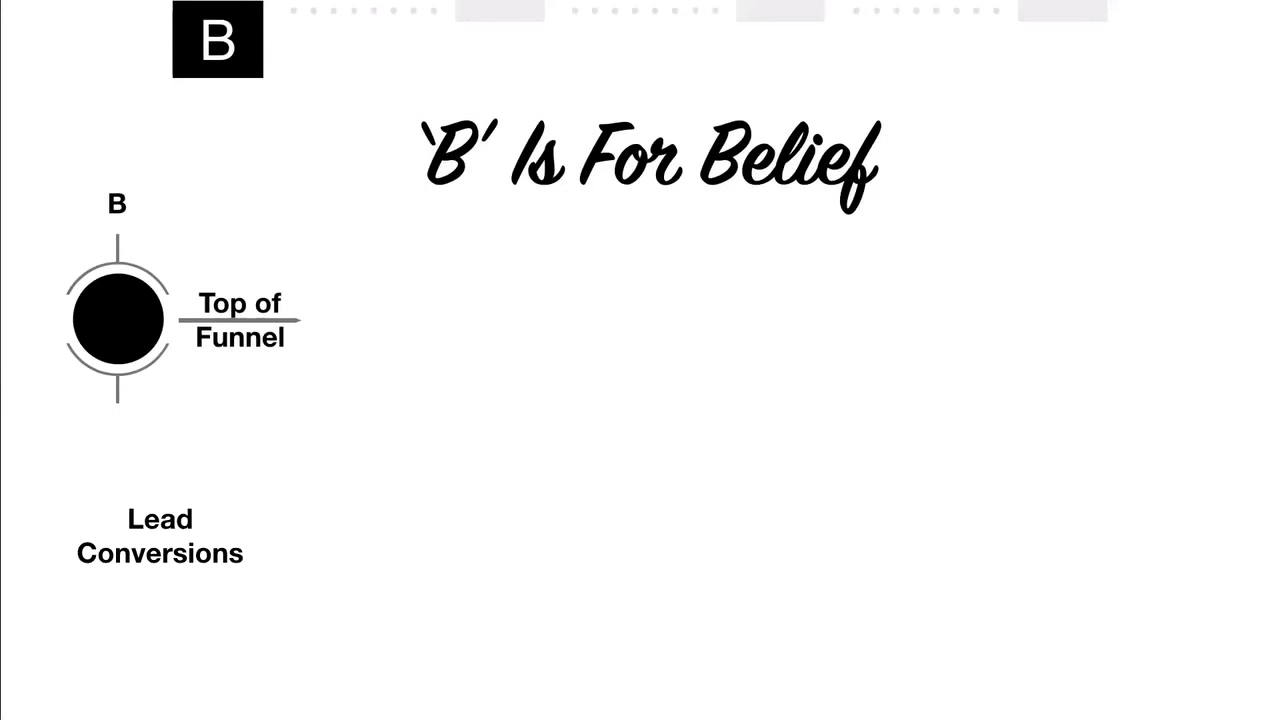 B
‘B’ Is For Belief
B
Top of
Funnel
Lead
Conversions